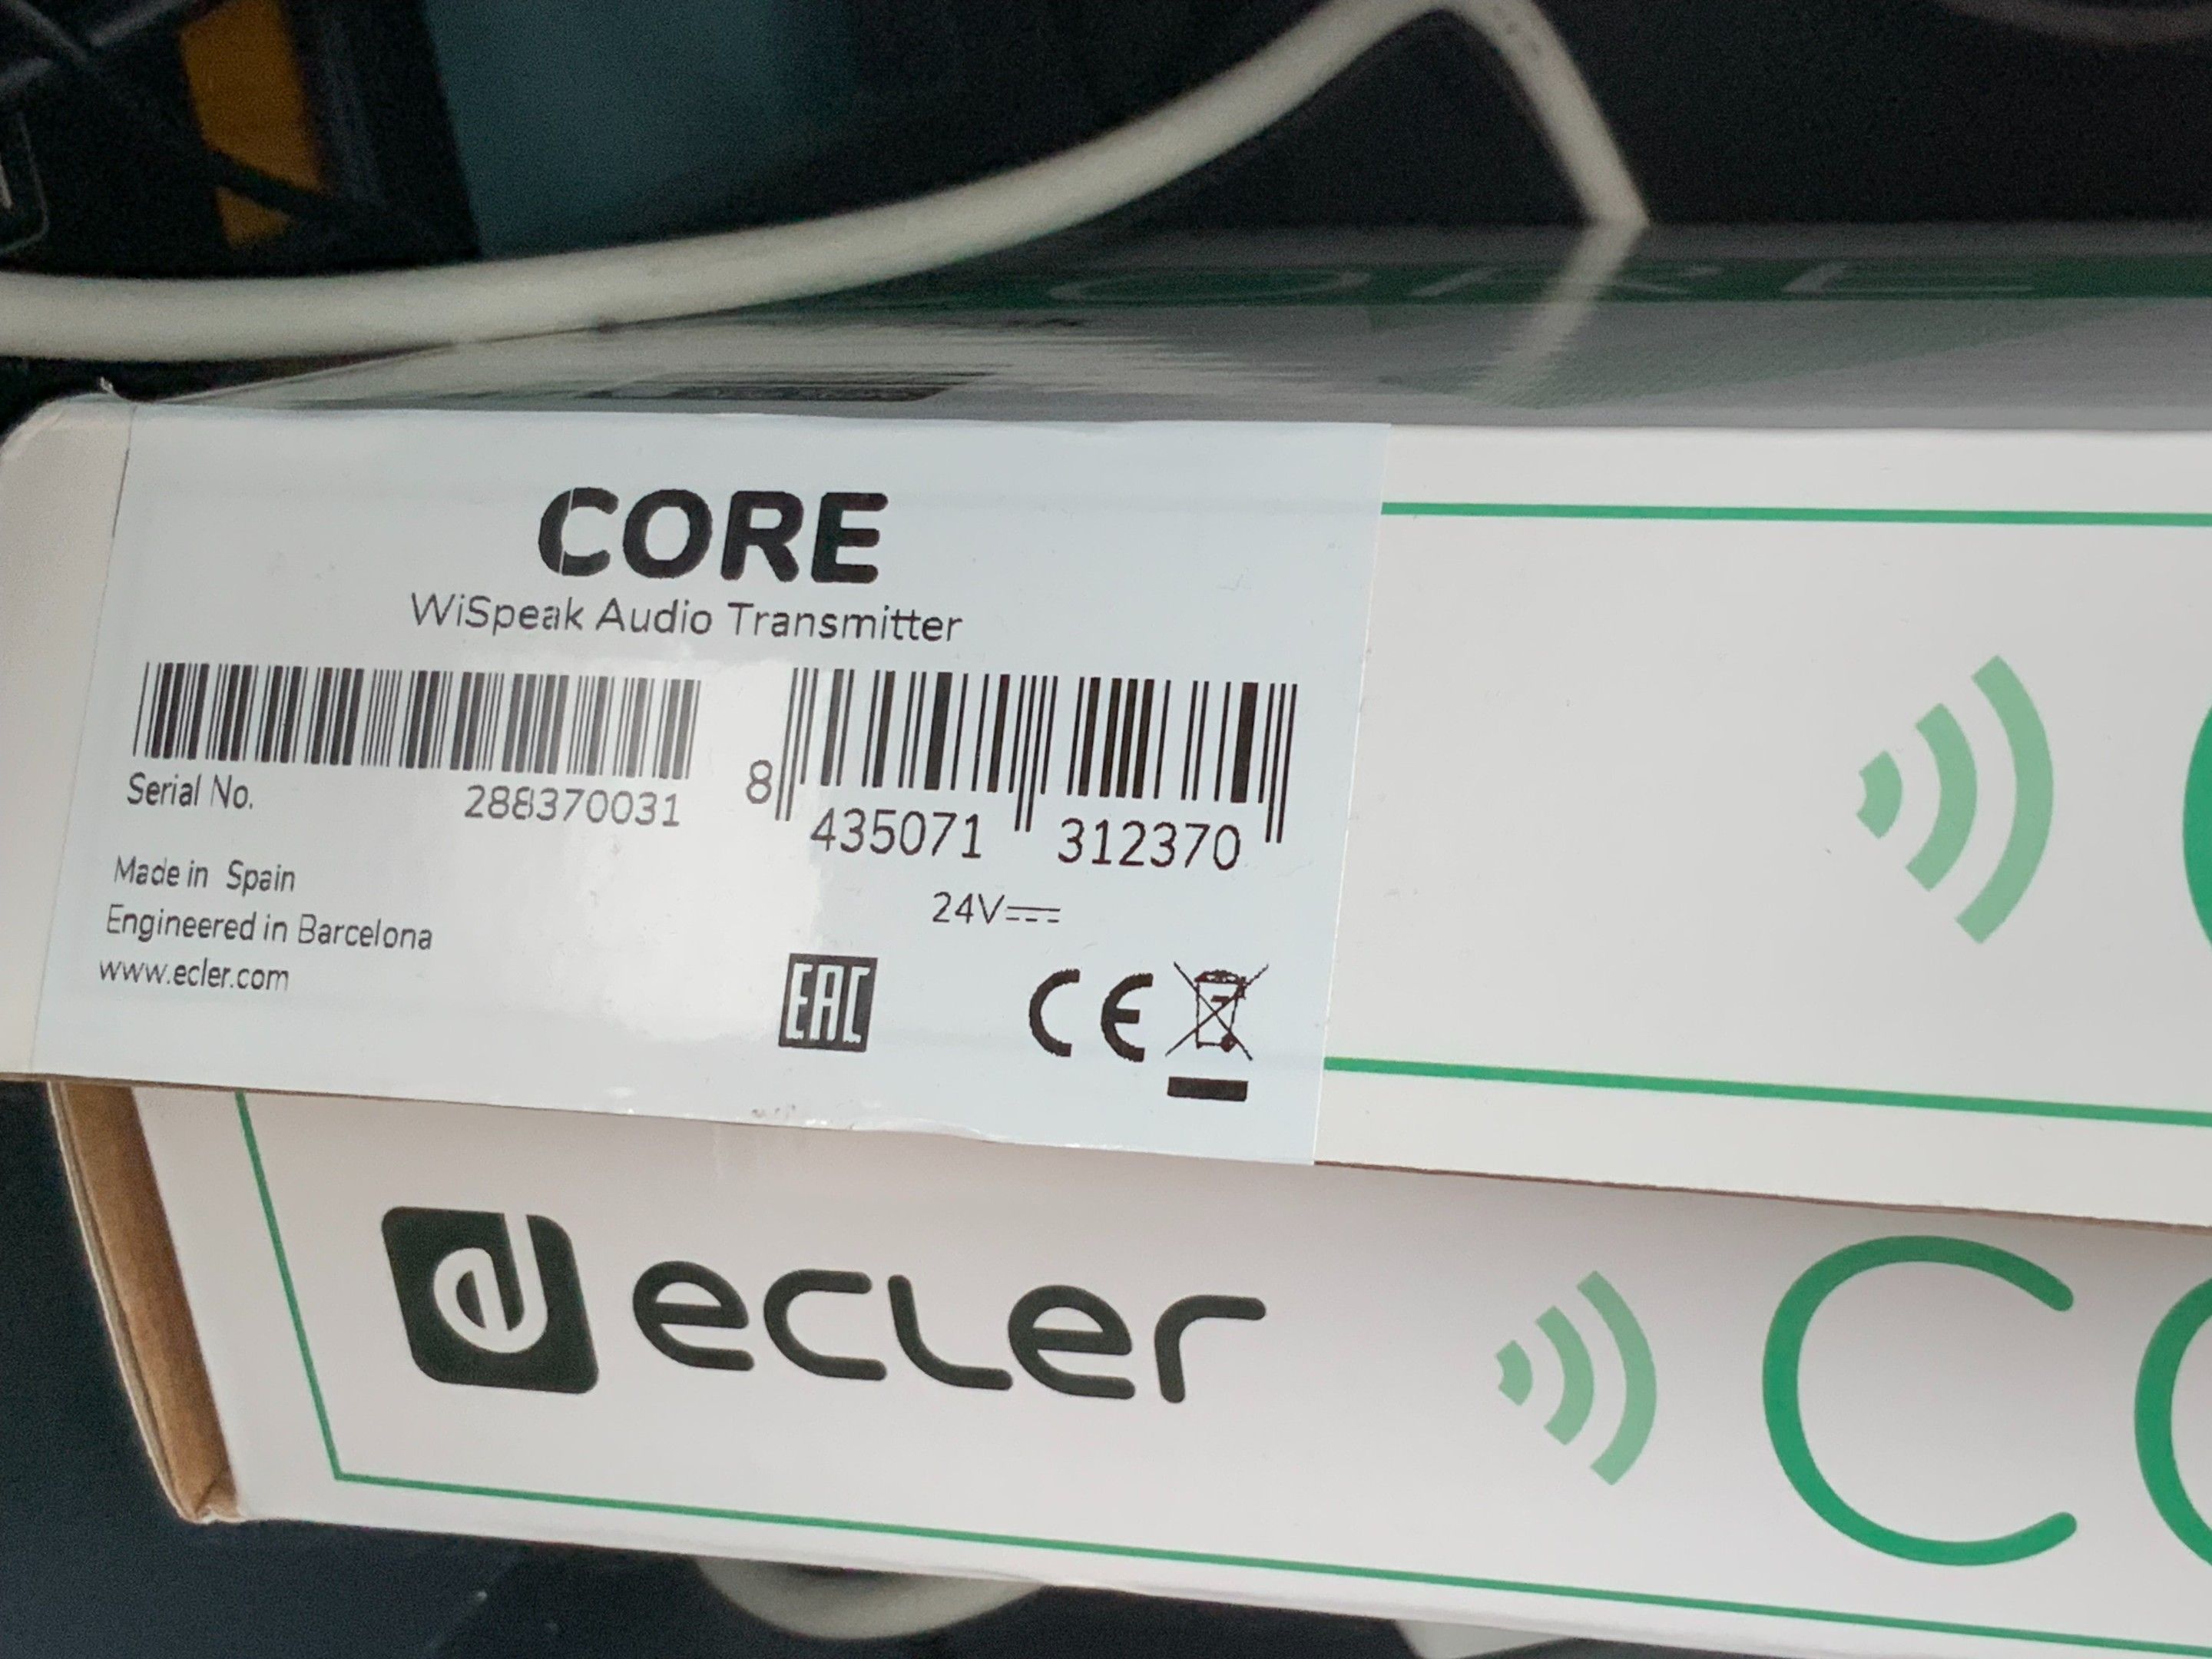 CORE
CORE
WiSpeak Audio Transmitter
Serial No. 288370031
8 435071 312370
Made in Spain
Engineered in Barcelona
www.ecler.com
24V
EAC
CE
ecler